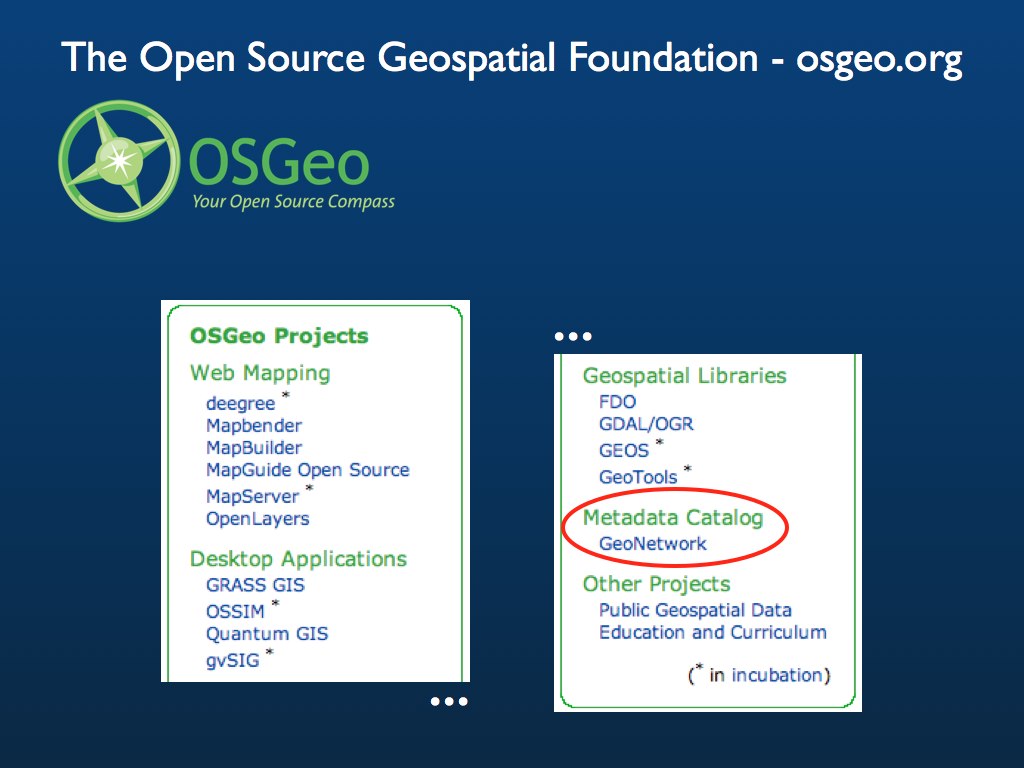 The Open Source Geospatial Foundation - osgeo.org
OSGeo
Your Open Source Compass
OSGeo Projects
Web Mapping
deegree *
Mapbender
MapBuilder
MapGuide Open Source
MapServer *
OpenLayers
Desktop Applications
GRASS GIS
OSSIM *
Quantum GIS
gvSIG *
...
...
Geospatial Libraries
FDO
GDAL/OGR
GEOS *
GeoTools *
Metadata Catalog
GeoNetwork
Other Projects
Public Geospatial Data
Education and Curriculum
(* in incubation)